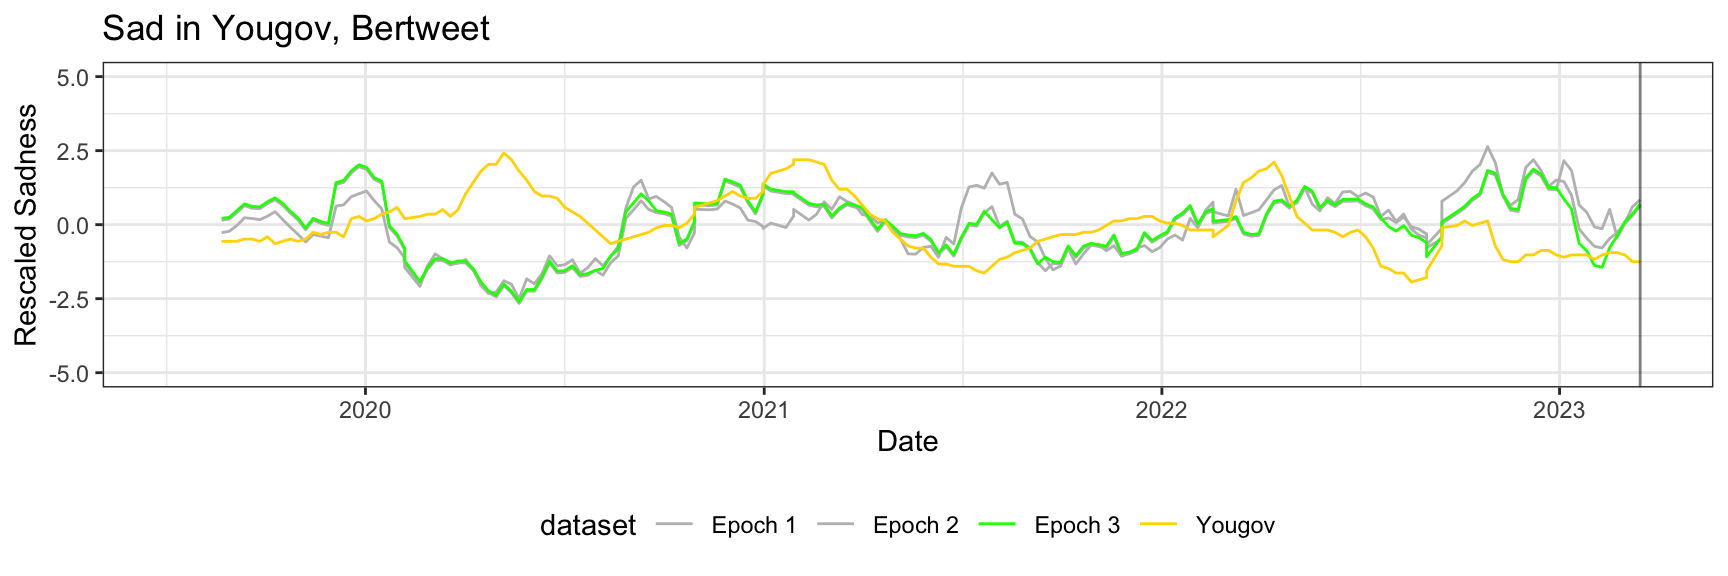 Sad in Yougov, Bertweet
Rescaled Sadness
5.0
2.5
0.0
-2.5
-5.0
2020 2021 2022 2023
Date
dataset Epoch 1 Epoch 2 Epoch 3 Yougov